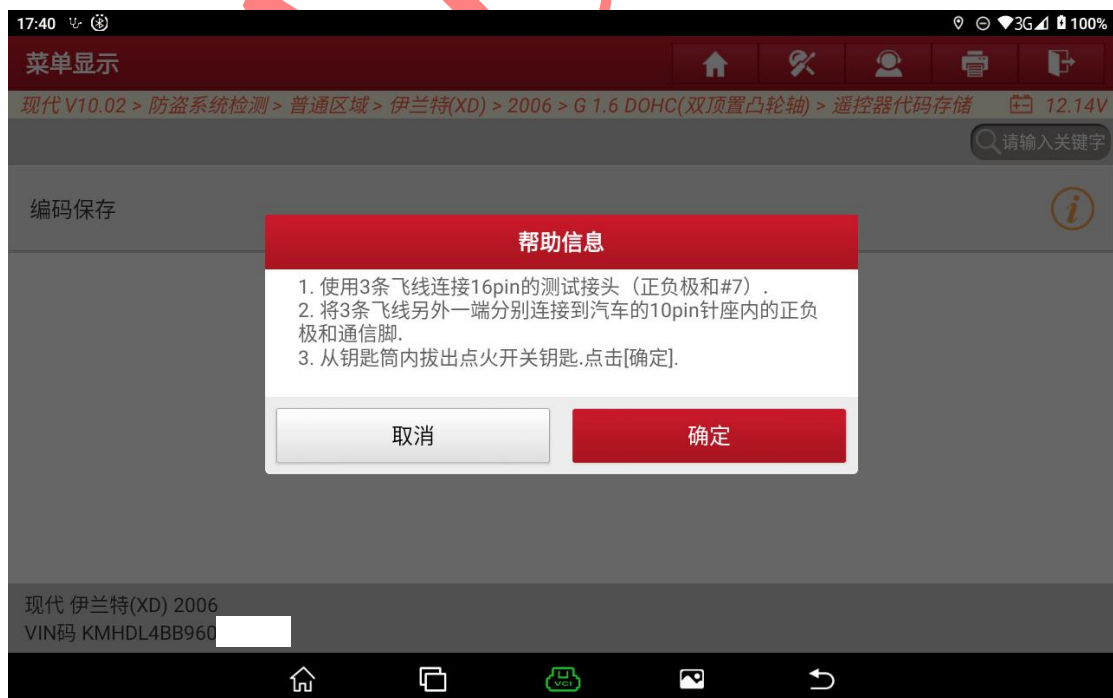 17:40 3G 100%
菜单显示
现代 V10.02 > 防盗系统检测 > 普通区域 > 伊兰特(XD) > 2006 > G 1.6 DOHC(双顶置凸轮轴) > 遥控器代码存储 12.14V
请输入关键字
编码保存
帮助信息
1. 使用3条飞线连接16pin的测试接头（正负极和#7）.
2. 将3条飞线另外一端分别连接到汽车的10pin针座内的正负
极和通信脚.
3. 从钥匙筒内拔出点火开关钥匙.点击[确定].
取消 确定
现代 伊兰特(XD) 2006
VIN码 KMHDL4BB960
VCI